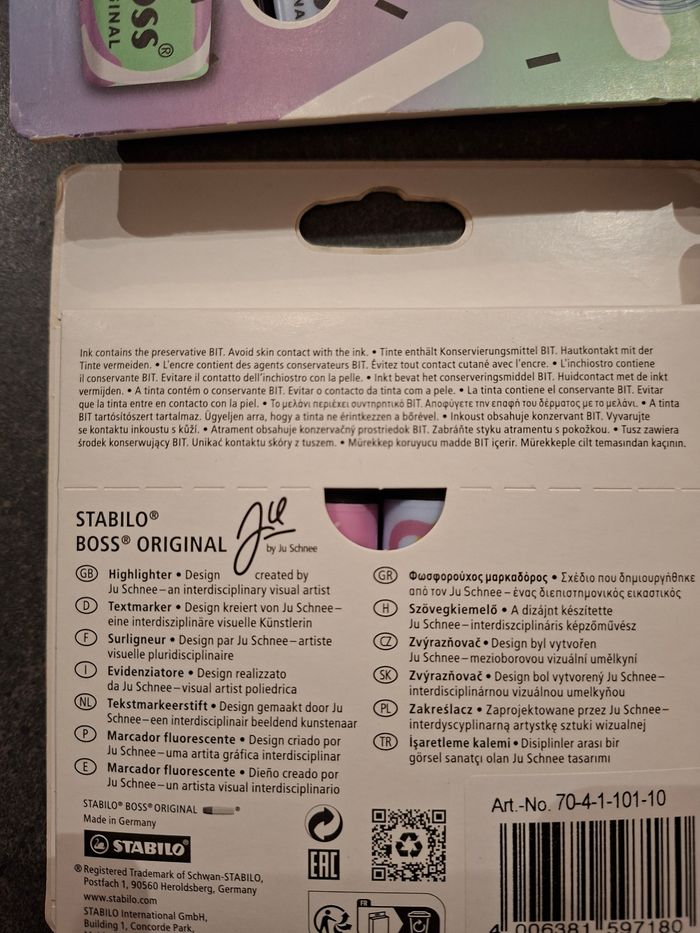 BOSS®
GINAL
NA
Ink contains the preservative BIT. Avoid skin contact with the ink. • Tinte enthält Konservierungsmittel BIT. Hautkontakt mit der
Tinte vermeiden. • L'encre contient des agents conservateurs BIT. Évitez tout contact cutané avec l'encre. • L'inchiostro contiene
il conservante BIT. Evitare il contatto dell'inchiostro con la pelle. • Inkt bevat het conserveringsmiddel BIT. Huidcontact met de inkt
vermijden. • A tinta contém o conservante BIT. Evitar o contacto da tinta com a pele. • La tinta contiene el conservante BIT. Evitar
que la tinta entre en contacto con la piel. • Το μελάνι περιέχει συντηρητικό BIT. Αποφύγετε την επαφή του δέρματος με το μελάνι. • A tinta
BIT tartósítószert tartalmaz. Ügyeljen arra, hogy a tinta ne érintkezzen a bőrével. • Inkoust obsahuje konzervant BIT. Vyvarujte
se kontaktu inkoustu s kůží. • Atrament obsahuje konzervačný prostriedok BIT. Zabráňte styku atramentu s pokožkou. • Tusz zawiera
środek konserwujący BIT. Unikać kontaktu skóry z tuszem. • Mürekkep koruyucu madde BIT içerir. Mürekkeple cilt temasından kaçının.
STABILO®
BOSS® ORIGINAL
Ju
by Ju Schnee
GB Highlighter • Design created by
Ju Schnee – an interdisciplinary visual artist
D Textmarker • Design kreiert von Ju Schnee –
eine interdisziplinäre visuelle Künstlerin
F Surligneur • Design par Ju Schnee – artiste
visuelle pluridisciplinaire
I Evidenziatore • Design realizzato
da Ju Schnee – visual artist poliedrica
NL Tekstmarkeerstift • Design gemaakt door Ju
Schnee – een interdisciplinair beeldend kunstenaar
P Marcador fluorescente • Design criado por
Ju Schnee – uma artita gráfica interdisciplinar
E Marcador fluorescente • Dieño creado por
Ju Schnee – un artista visual interdisciplinario
GR Φωσφορούχος μαρκαδόρος • Σχέδιο που δημιουργήθηκε
από τον Ju Schnee – ένας διεπιστημονικός εικαστικός
H Szövegkiemelő • A dizájnt készítette
Ju Schnee – interdiszciplináris képzőművész
CZ Zvýrazňovač • Design byl vytvořen
Ju Schnee – mezioborovou vizuální umělkyní
SK Zvýrazňovač • Design bol vytvorený Ju Schnee –
interdisciplinárnou vizuálnou umelkyňou
PL Zakreślacz • Zaprojektowane przez Ju Schnee –
interdyscyplinarną artystkę sztuki wizualnej
TR İşaretleme kalemi • Disiplinler arası bir
görsel sanatçı olan Ju Schnee tasarımı
STABILO® BOSS® ORIGINAL ®
Made in Germany
STABILO®
® Registered Trademark of Schwan-STABILO,
Postfach 1, 90560 Heroldsberg, Germany
www.stabilo.com
STABILO International GmbH,
Building 1, Concorde Park,
EAC
FR
Art.-No. 70-4-1-101-10
4 006381 597180